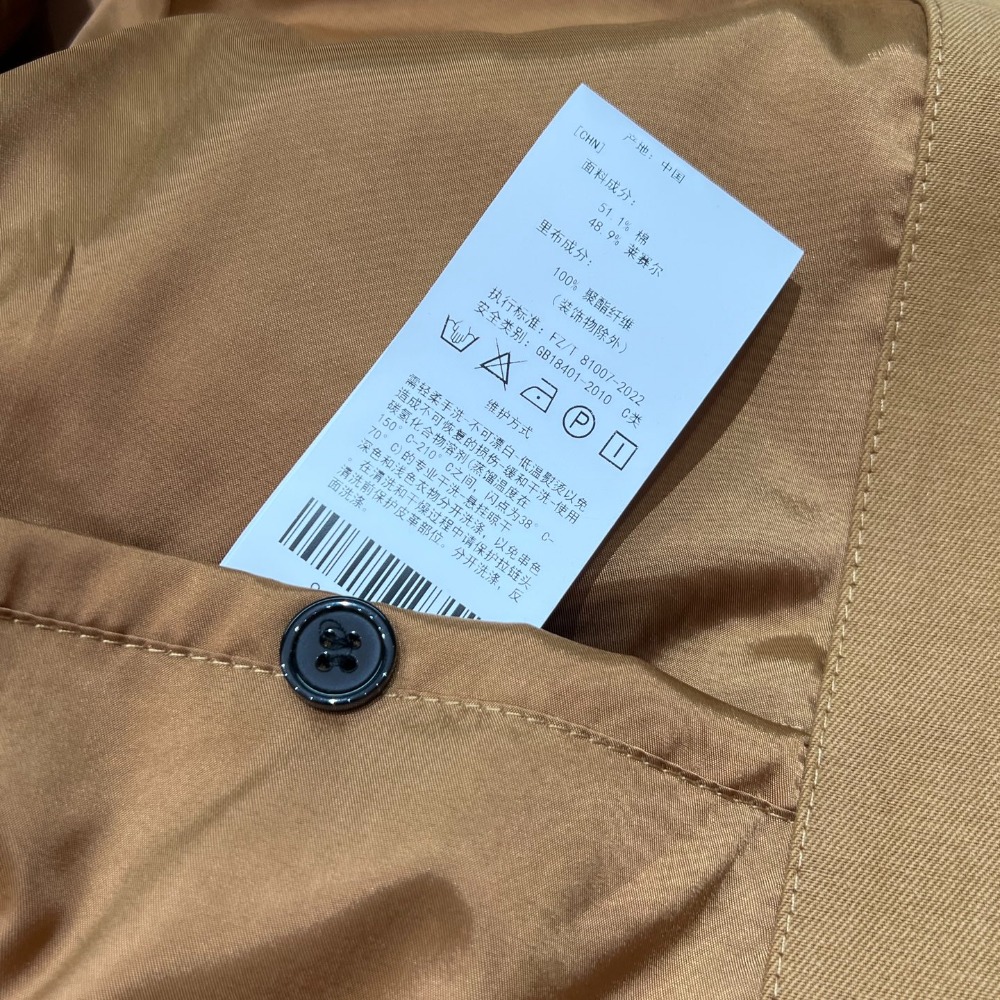 产地：中国
[CHN]
面料成分：
51.1% 棉
48.9% 莱赛尔
里布成分：
100% 聚酯纤维
（装饰物除外）
执行标准：FZ/T 81007-2022
安全类别：GB18401-2010 C类
P
维护方式
需轻柔手洗-不可漂白-低温熨烫以免
造成不可恢复的损伤-缓和干洗-使用
碳氢化合物溶剂(蒸馏温度在
150°C-210°C之间，闪点为38°C-
70°C)的专业干洗-悬挂晾干
深色和浅色衣物分开洗涤，以免串色
。在清洗和干燥过程中请保护拉链头
清洗前保护皮革部位。分开洗涤，反
面洗涤。